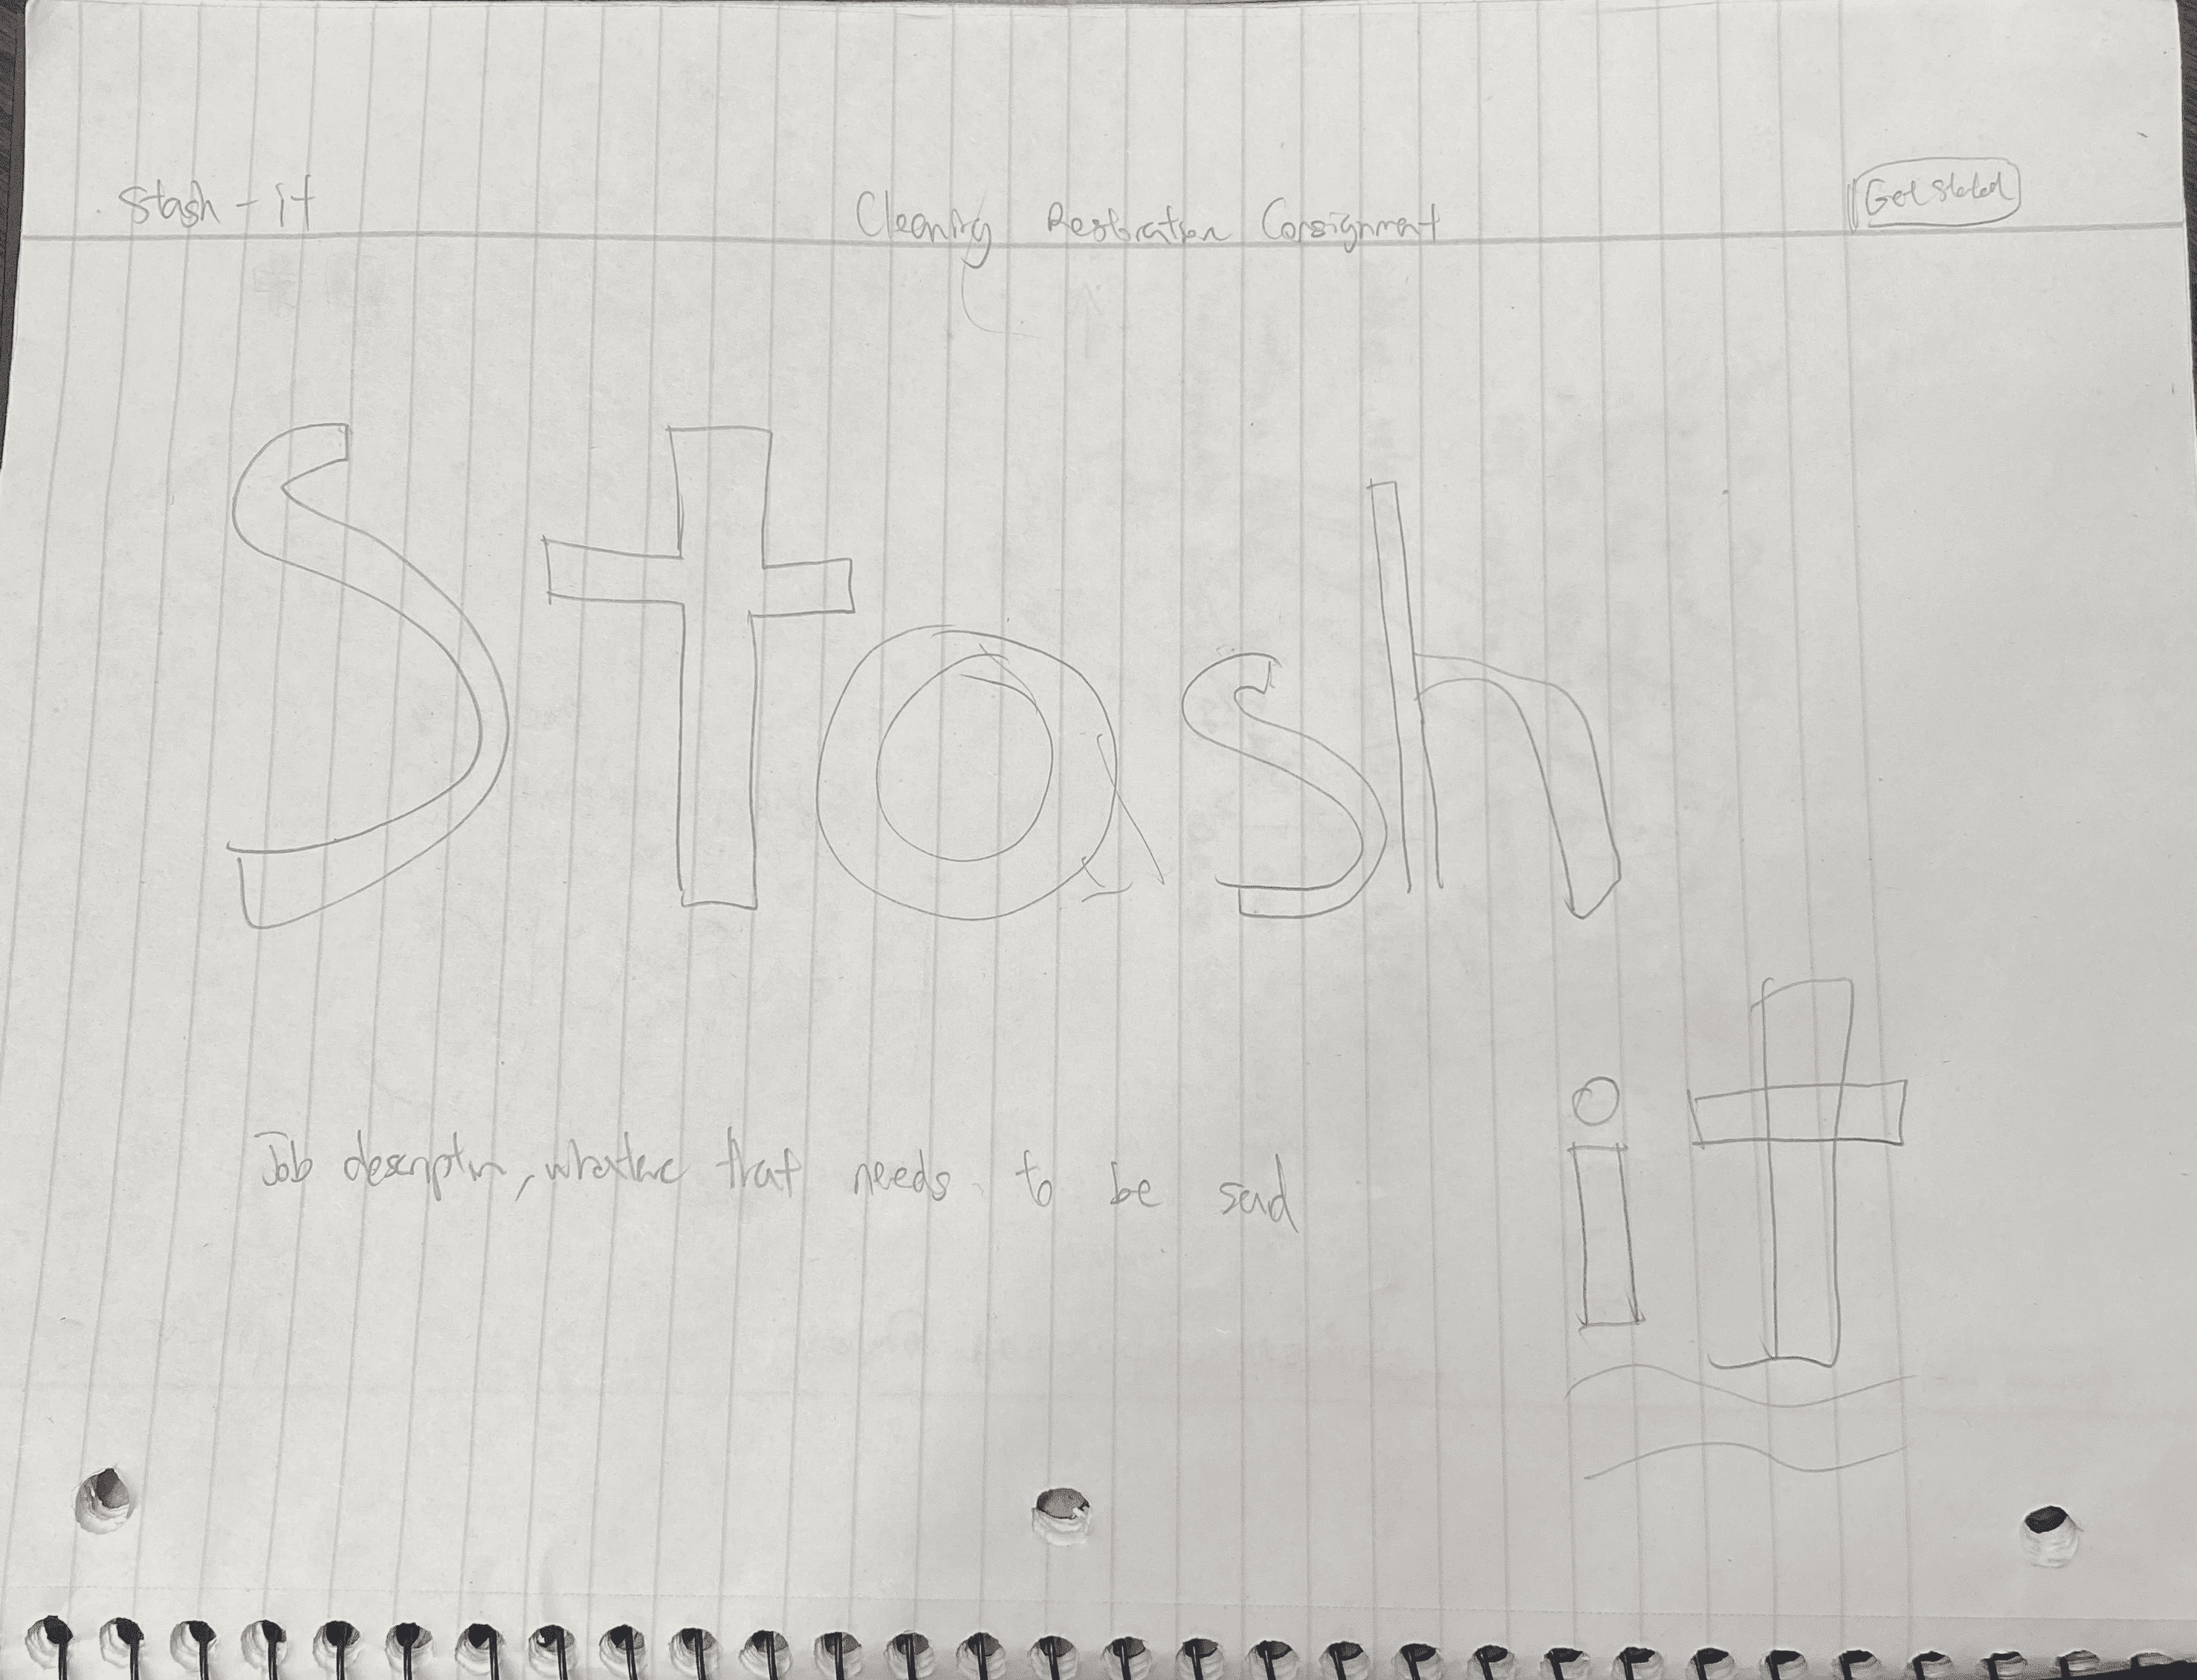 Stash - it
Cleaning Restoration Consignment
Get started
Stash
it
Job description, whatever that needs to be said